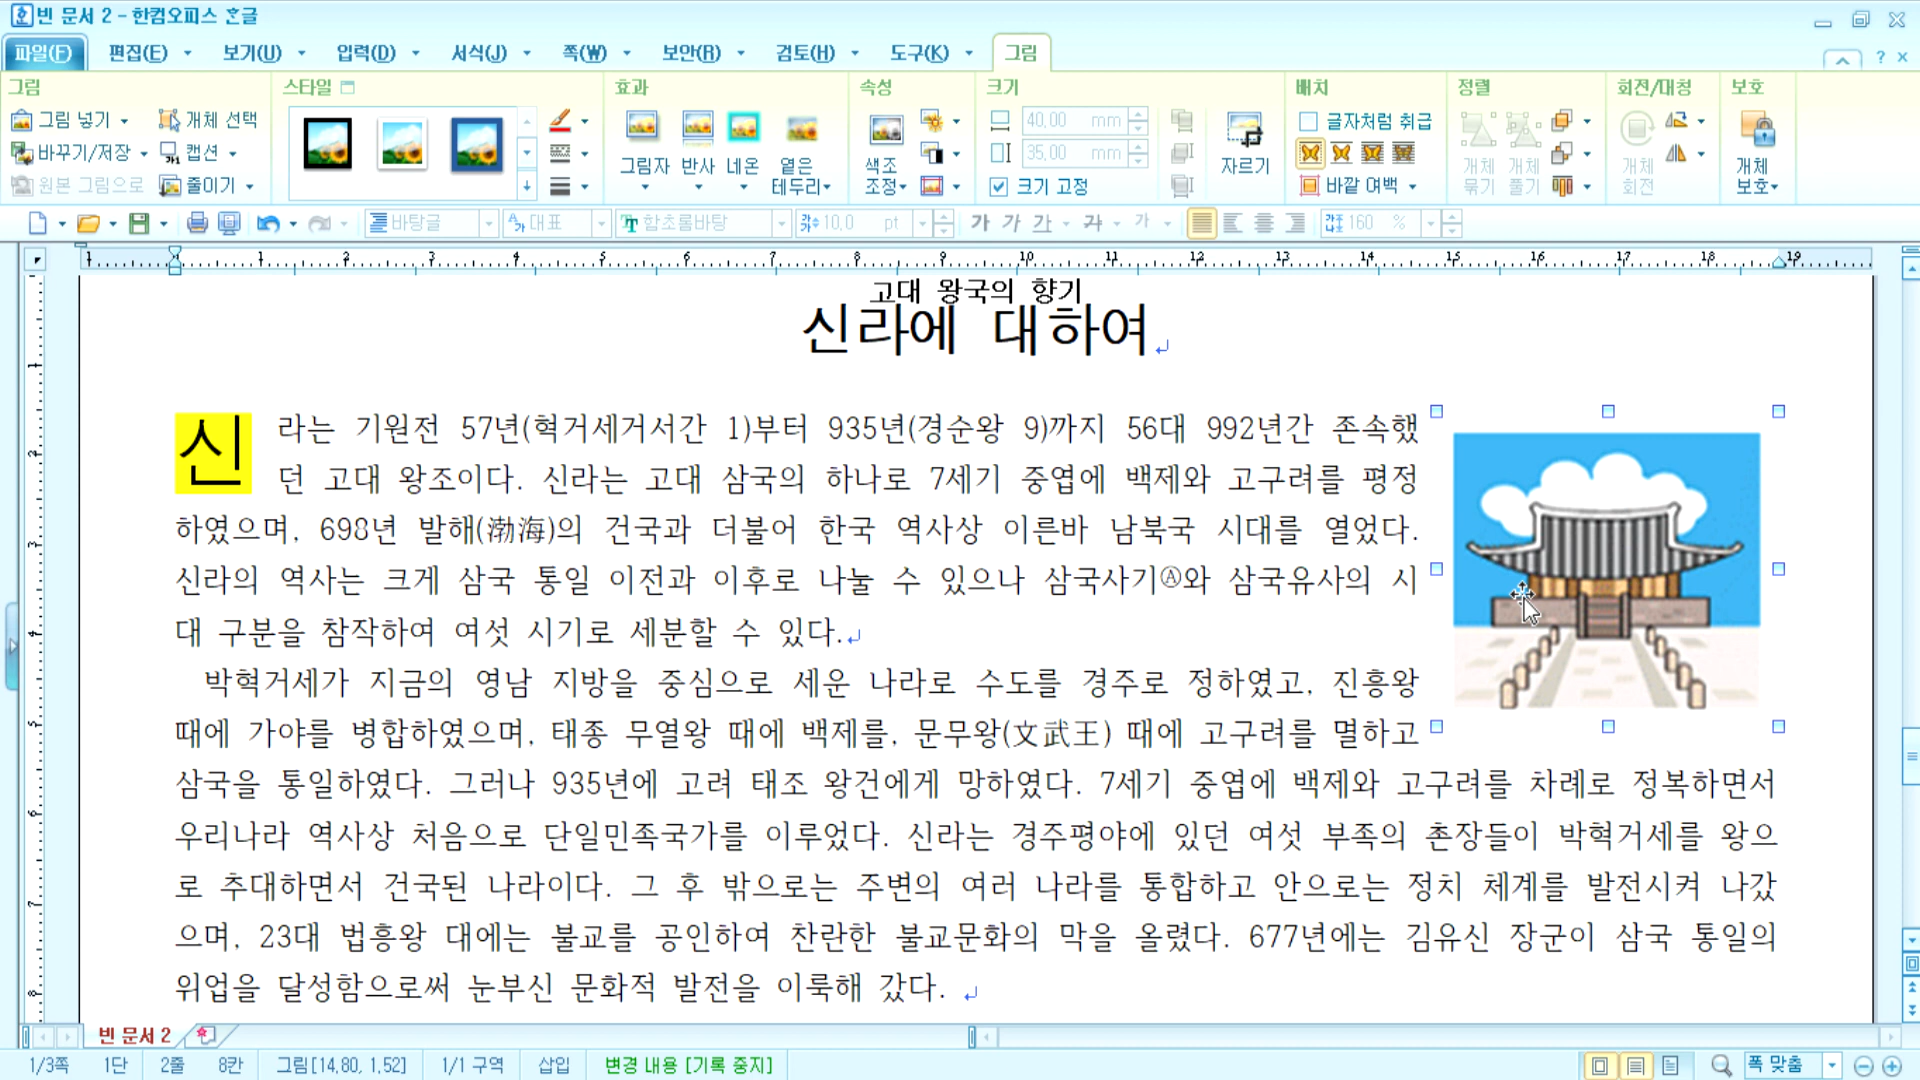 빈 문서 2 - 한컴오피스 한글
파일(F) 편집(E) 보기(U) 입력(D) 서식(J) 쪽(W) 보안(R) 검토(H) 도구(K) 그림
그림 스타일 효과 속성 크기 배치 정렬 회전/대칭 보호
그림 넣기 개체 선택 40,00 mm 글자처럼 취급
바꾸기/저장 캡션 35,00 mm
그림자 반사 네온 옅은 테두리 색조 조정 자르기 개체 묶기 개체 풀기 개체 회전 개체 보호
원본 그림으로 줄이기 크기 고정 바깥 여백
바탕글 대표 함초롬바탕 10,0 pt 가 가 가 가 가 160 %
1 1 2 3 4 5 6 7 8 9 10 11 12 13 14 15 16 17 18 19
고대 왕국의 향기
신라에 대하여
신라는 기원전 57년(혁거세거서간 1)부터 935년(경순왕 9)까지 56대 992년간 존속했
던 고대 왕조이다. 신라는 고대 삼국의 하나로 7세기 중엽에 백제와 고구려를 평정
하였으며, 698년 발해(渤海)의 건국과 더불어 한국 역사상 이른바 남북국 시대를 열었다.
신라의 역사는 크게 삼국 통일 이전과 이후로 나눌 수 있으나 삼국사기Ⓐ와 삼국유사의 시
대 구분을 참작하여 여섯 시기로 세분할 수 있다.
박혁거세가 지금의 영남 지방을 중심으로 세운 나라로 수도를 경주로 정하였고, 진흥왕
때에 가야를 병합하였으며, 태종 무열왕 때에 백제를, 문무왕(文武王) 때에 고구려를 멸하고
삼국을 통일하였다. 그러나 935년에 고려 태조 왕건에게 망하였다. 7세기 중엽에 백제와 고구려를 차례로 정복하면서
우리나라 역사상 처음으로 단일민족국가를 이루었다. 신라는 경주평야에 있던 여섯 부족의 촌장들이 박혁거세를 왕으
로 추대하면서 건국된 나라이다. 그 후 밖으로는 주변의 여러 나라를 통합하고 안으로는 정치 체계를 발전시켜 나갔
으며, 23대 법흥왕 대에는 불교를 공인하여 찬란한 불교문화의 막을 올렸다. 677년에는 김유신 장군이 삼국 통일의
위업을 달성함으로써 눈부신 문화적 발전을 이룩해 갔다.
빈 문서 2
1/3쪽 1단 2줄 8칸 그림[14,80, 1,52] 1/1 구역 삽입 변경 내용 [기록 중지] 폭 맞춤